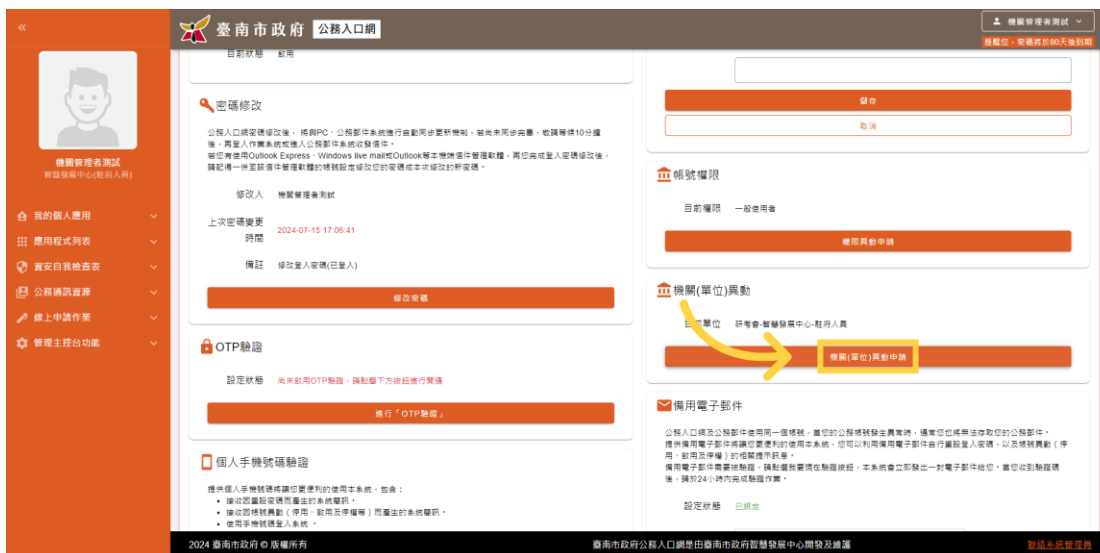 «
臺南市政府 公務入口網
機關管理者測試
提醒您，密碼將於60天後到期
機關管理者測試
智慧發展中心(駐府人員)
我的個人應用
應用程式列表
資安自我檢查表
公務通訊資源
線上申請作業
管理主控台功能
目前狀態 啟用
密碼修改
公務入口網密碼修改後， 將與PC、公務郵件系統進行自動同步更新機制，若尚未同步完畢，敬請等候10分鐘
後，再登入作業系統或進入公務郵件系統收發信件。
若您有使用Outlook Express、Windows live mail或Outlook等本機端信件管理軟體，再您完成登入密碼修改後，
請記得一併至該信件管理軟體的帳號設定修改您的密碼成本次修改的新密碼。
修改人 機關管理者測試
上次密碼變更
時間
2024-07-15 17:06:41
備註 修改登入密碼(已登入)
修改密碼
OTP驗證
設定狀態 尚未啟用OTP驗證，請點擊下方按鈕進行開通
進行「OTP驗證」
個人手機號碼驗證
提供個人手機號碼將讓您更便利的使用本系統，包含：
• 接收因重設密碼而產生的系統簡訊。
• 接收因帳號異動（停用、啟用及停權等）而產生的系統簡訊。
• 使用手機號碼登入系統 。
儲存
取消
帳號權限
目前權限 一般使用者
權限異動申請
機關(單位)異動
目前單位 研考會-智慧發展中心-駐府人員
機關(單位)異動申請
備用電子郵件
公務入口網及公務郵件使用同一個帳號，當您的公務帳號發生異常時，通常您也將無法存取您的公務郵件。
提供備用電子郵件將讓您更便利的使用本系統，您可以利用備用電子郵件自行重設登入密碼，以及帳號異動（停
用、啟用及停權）的相關提示訊息。
備用電子郵件需要被驗證，請點選我要現在驗證按鈕，本系統會立即發出一封電子郵件給您。當您收到驗證碼
後，請於24小時內完成驗證作業。
設定狀態 已綁定
2024 臺南市政府 © 版權所有
臺南市政府公務入口網是由臺南市政府智慧發展中心開發及維護
聯絡系統管理員